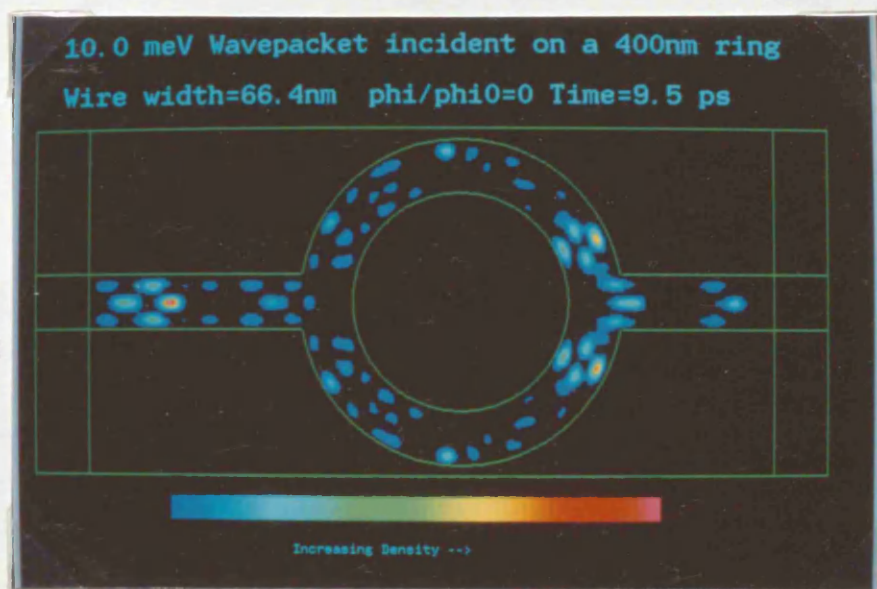 10.0 meV Wavepacket incident on a 400nm ring
Wire width=66.4nm phi/phi0=0 Time=9.5 ps
Increasing Density -->